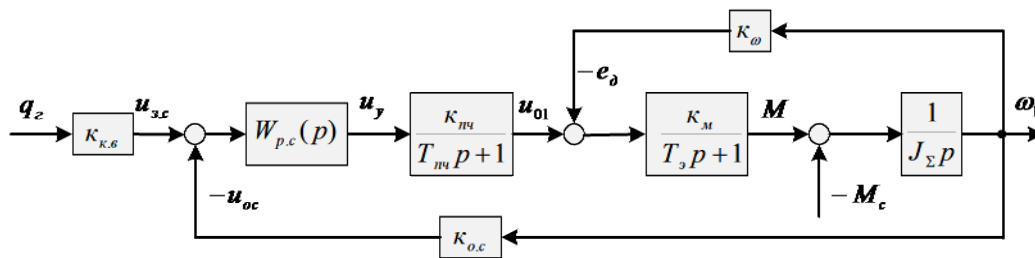 κ_ω
−e_д
q_г
u_з.с
u_у
u_01
M
ω
κ_к.в
W_р.с(p)
κ_пч
T_пч p + 1
κ_м
T_э p + 1
1
J_Σ p
−u_ос
−M_с
κ_о.с